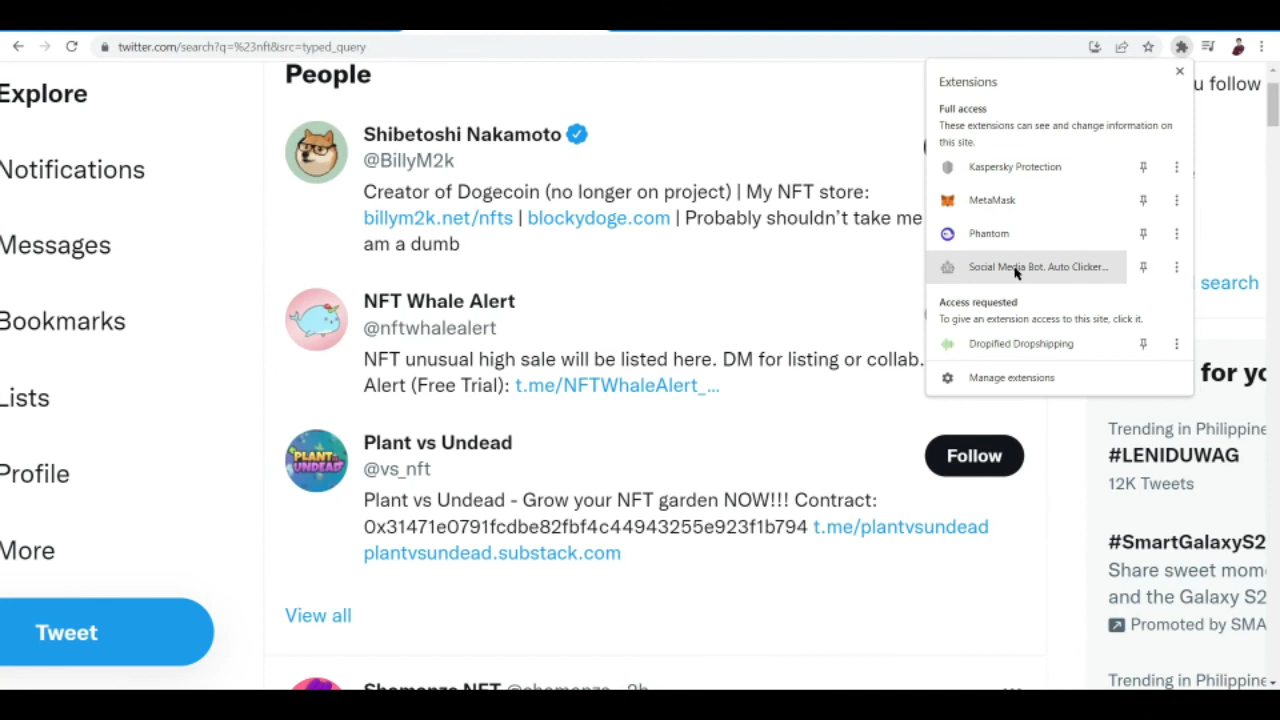 twitter.com/search?q=%23nft&src=typed_query
Explore
Notifications
Messages
Bookmarks
Lists
Profile
More
Tweet
People
Shibetoshi Nakamoto
@BillyM2k
Creator of Dogecoin (no longer on project) | My NFT store:
billym2k.net/nfts | blockydoge.com | Probably shouldn't take me
am a dumb
NFT Whale Alert
@nftwhalealert
NFT unusual high sale will be listed here. DM for listing or collab.
Alert (Free Trial): t.me/NFTWhaleAlert_...
Plant vs Undead
@vs_nft
Follow
Plant vs Undead - Grow your NFT garden NOW!!! Contract:
0x31471e0791fcdbe82fbf4c44943255e923f1b794 t.me/plantvsundead
plantvsundead.substack.com
View all
Extensions
Full access
These extensions can see and change information on
this site.
Kaspersky Protection
MetaMask
Phantom
Social Media Bot. Auto Clicker...
Access requested
To give an extension access to this site, click it.
Dropified Dropshipping
Manage extensions
u follow
search
for yo
Trending in Philippine
#LENIDUWAG
12K Tweets
#SmartGalaxyS2
Share sweet mom
and the Galaxy S2
Promoted by SMA
Trending in Philippine